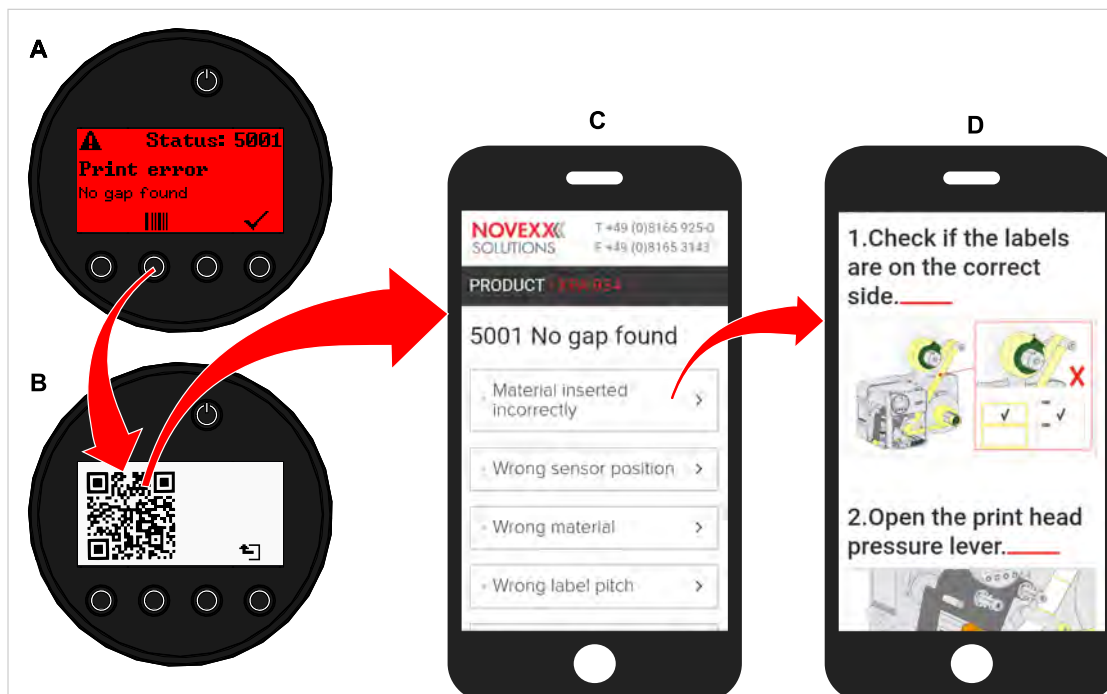 A
Status: 5001
Print error
No gap found
B
C
NOVEXX
SOLUTIONS
T +49 (0)8165 925-0
F +49 (0)8165 3143
PRODUCT
5001 No gap found
- Material inserted
incorrectly
- Wrong sensor position
- Wrong material
- Wrong label pitch
D
1.Check if the labels
are on the correct
side.
X
2.Open the print head
pressure lever.